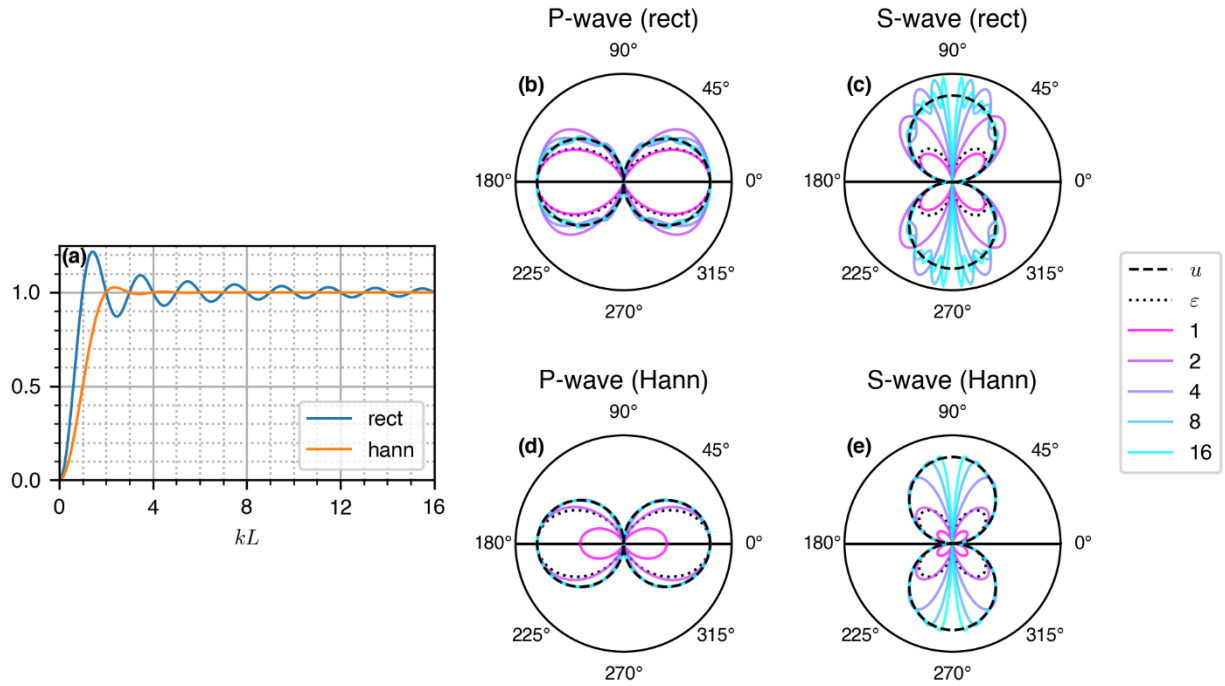 (a)
1.0
0.5
0.0
0
4
8
12
16
kL
rect
hann
P-wave (rect)
(b)
90°
45°
0°
180°
225°
315°
270°
S-wave (rect)
(c)
90°
45°
0°
180°
225°
315°
270°
P-wave (Hann)
(d)
90°
45°
0°
180°
225°
315°
270°
S-wave (Hann)
(e)
90°
45°
0°
180°
225°
315°
270°
u
ε
1
2
4
8
16